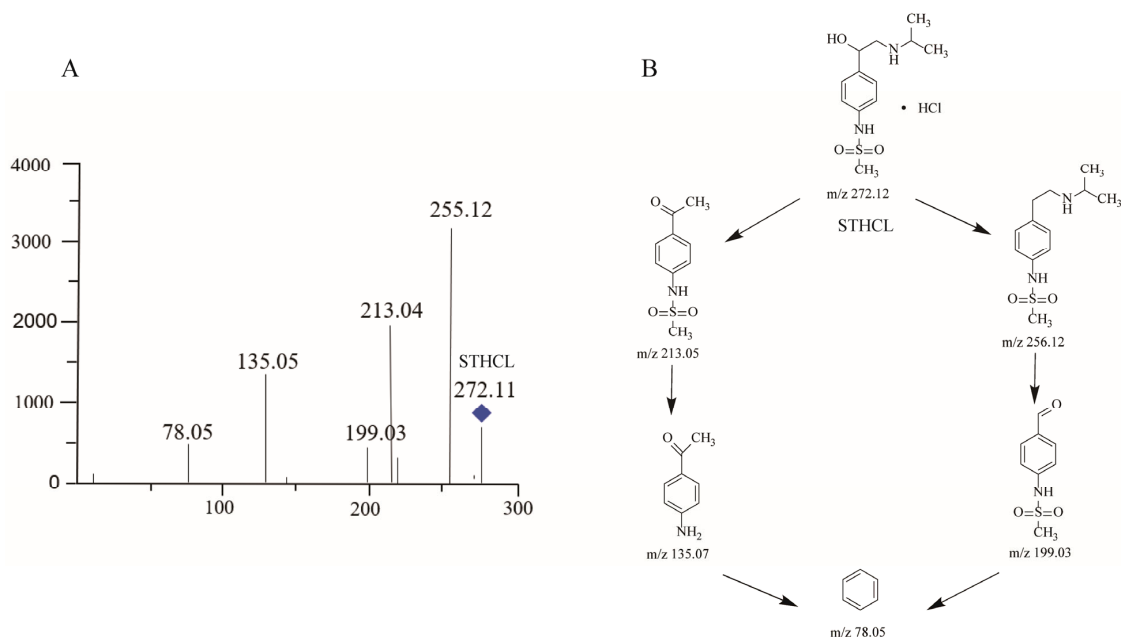 A
4000
3000
2000
1000
0
100
200
300
78.05
135.05
199.03
213.04
255.12
STHCL
272.11
B
HO
N
H
CH₃
CH₃
• HCl
NH
O=S=O
CH₃
m/z 272.12
STHCL
O
CH₃
NH
O=S=O
CH₃
m/z 213.05
O
CH₃
NH₂
m/z 135.07
CH₃
N
H
CH₃
NH
O=S=O
CH₃
m/z 256.12
O
NH
O=S=O
CH₃
m/z 199.03
m/z 78.05